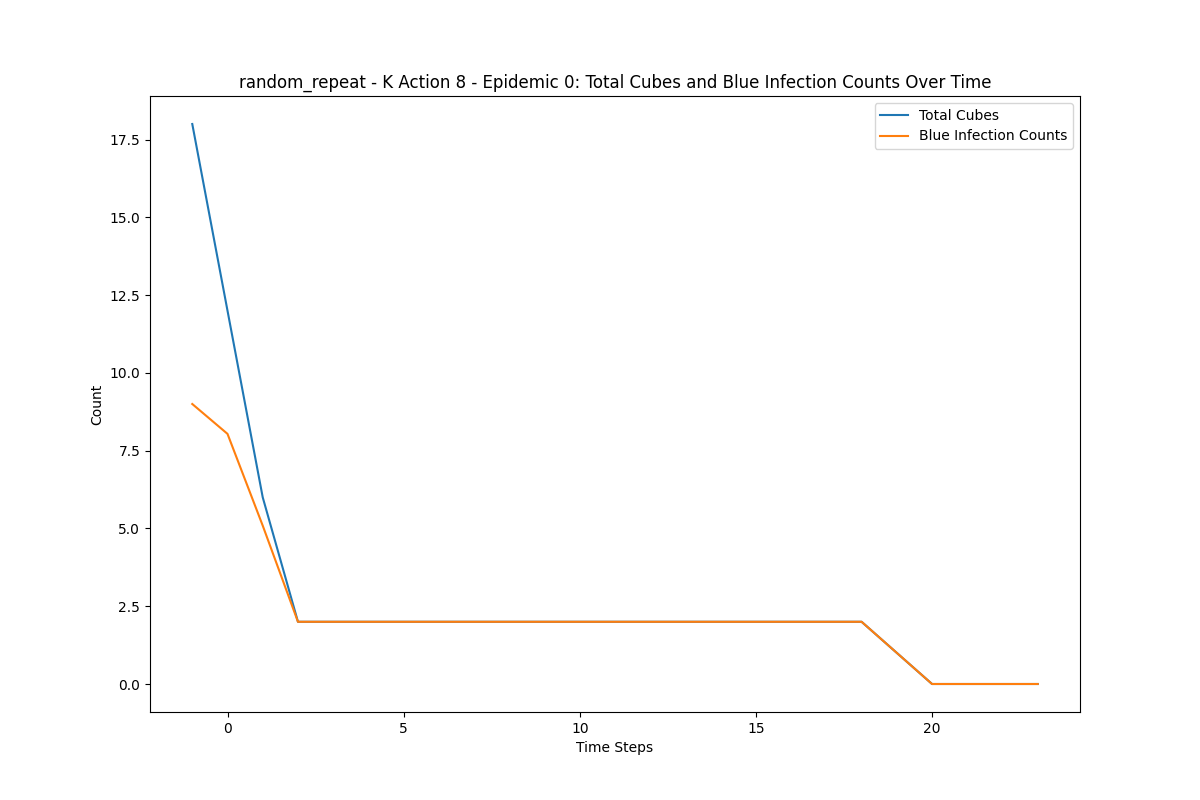 random_repeat - K Action 8 - Epidemic 0: Total Cubes and Blue Infection Counts Over Time
Total Cubes
Blue Infection Counts
17.5
15.0
12.5
10.0
7.5
5.0
2.5
0.0
Count
0 5 10 15 20
Time Steps